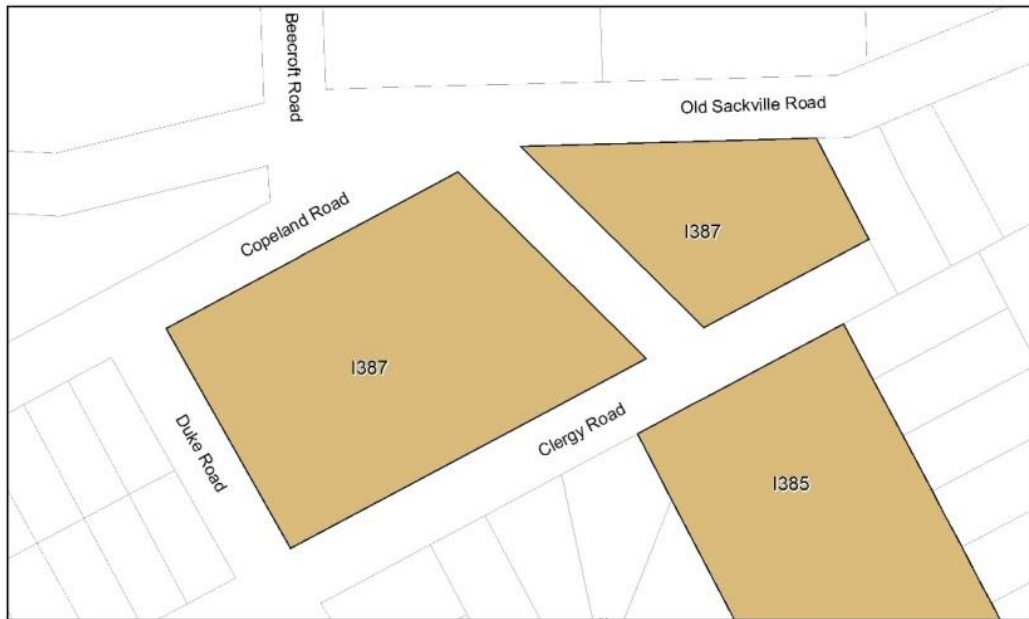 Beecroft Road
Old Sackville Road
Copeland Road
I387
I387
Duke Road
Clergy Road
I385